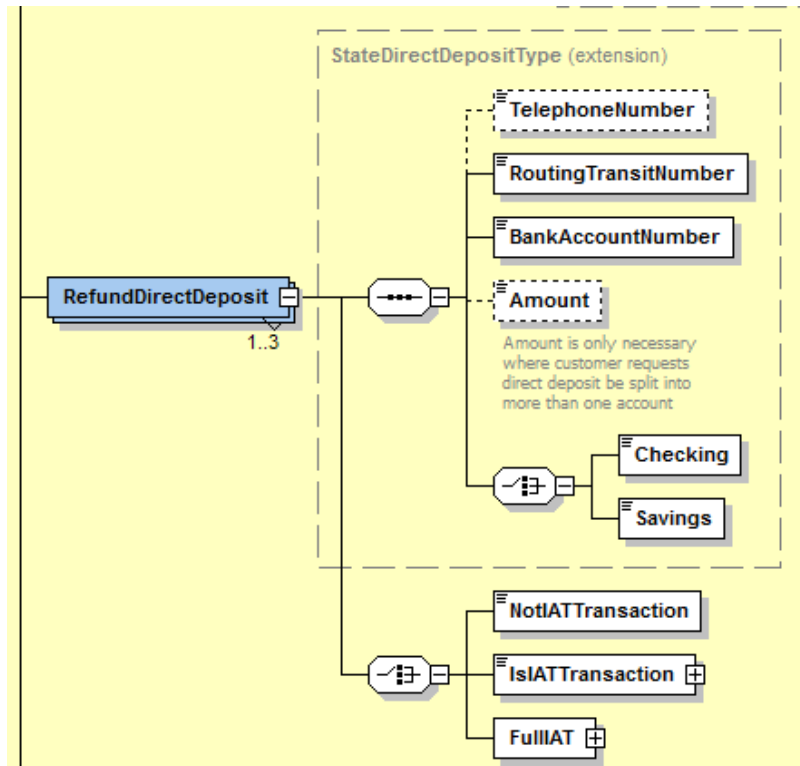 StateDirectDepositType (extension)
TelephoneNumber
RoutingTransitNumber
BankAccountNumber
RefundDirectDeposit
1..3
Amount
Amount is only necessary
where customer requests
direct deposit be split into
more than one account
Checking
Savings
NotIATTransaction
IsIATTransaction
FullIAT